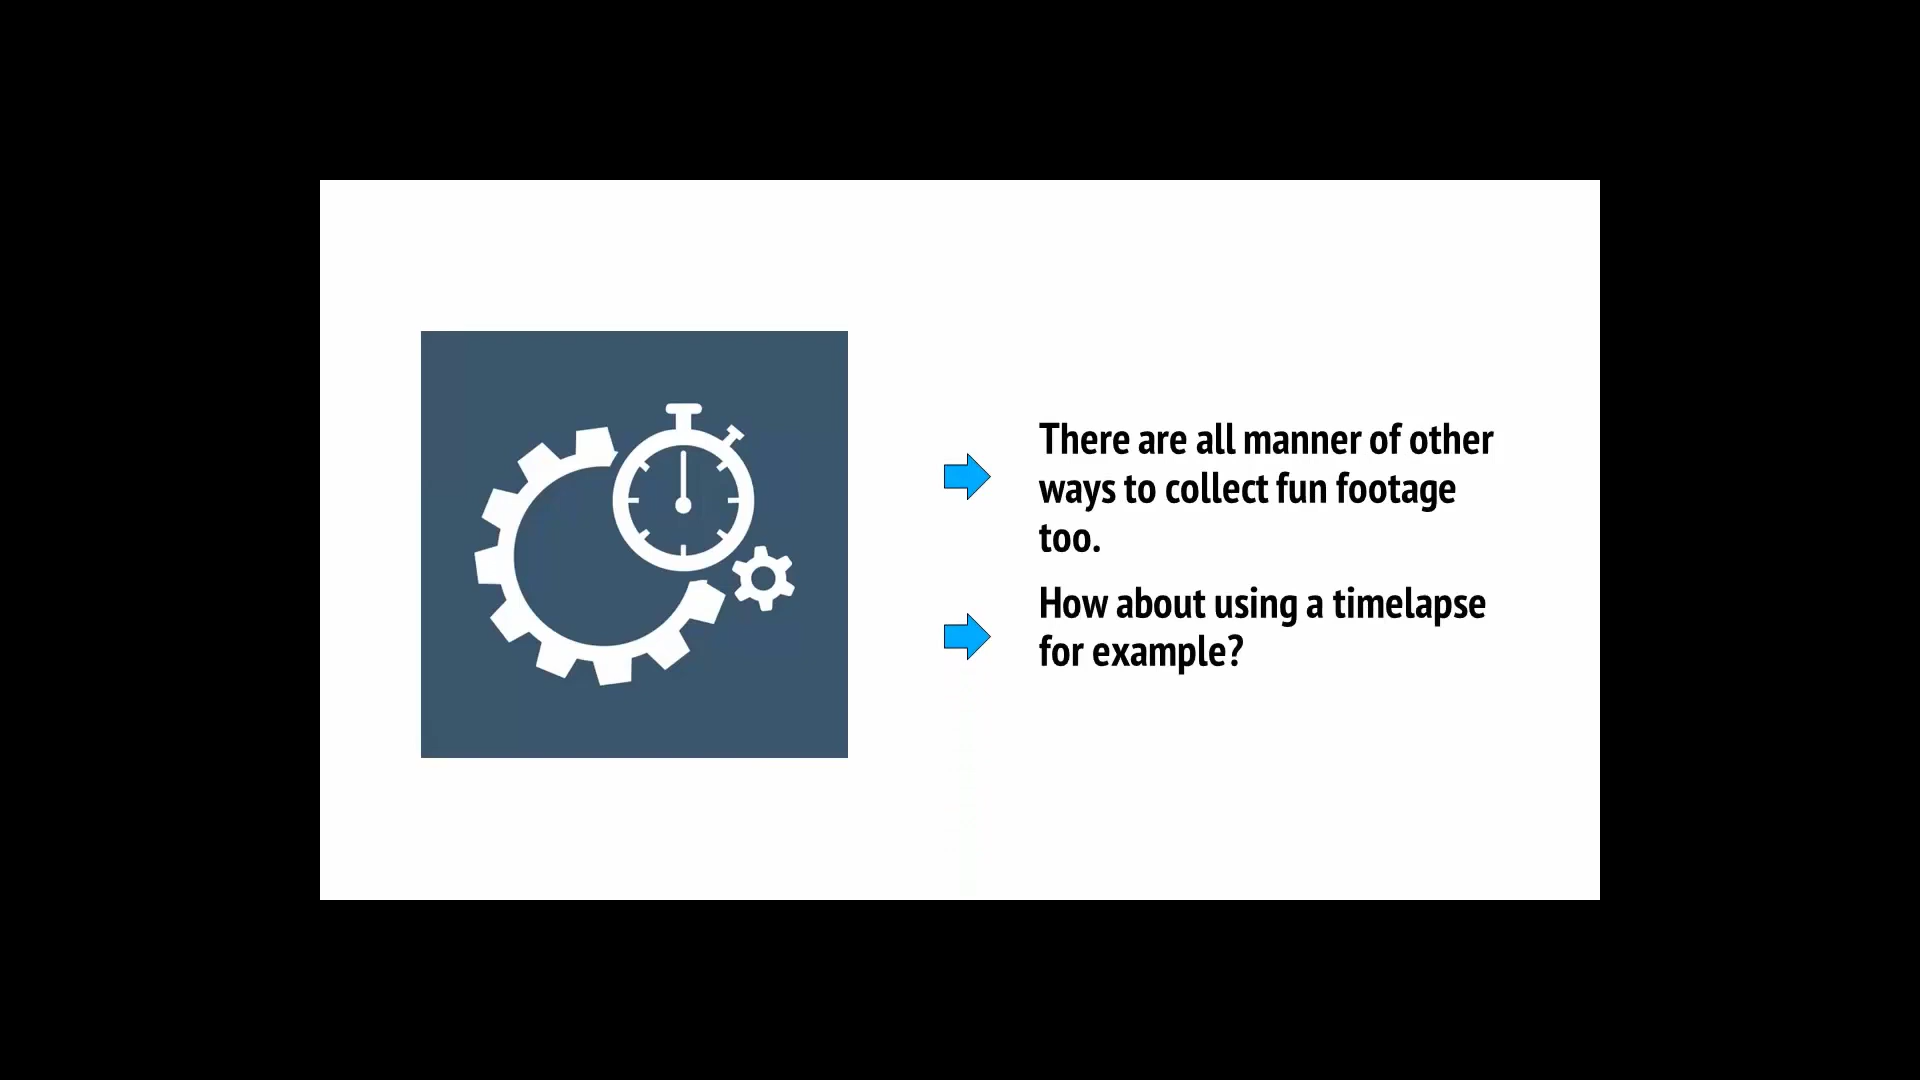 There are all manner of other
ways to collect fun footage
too.
How about using a timelapse
for example?